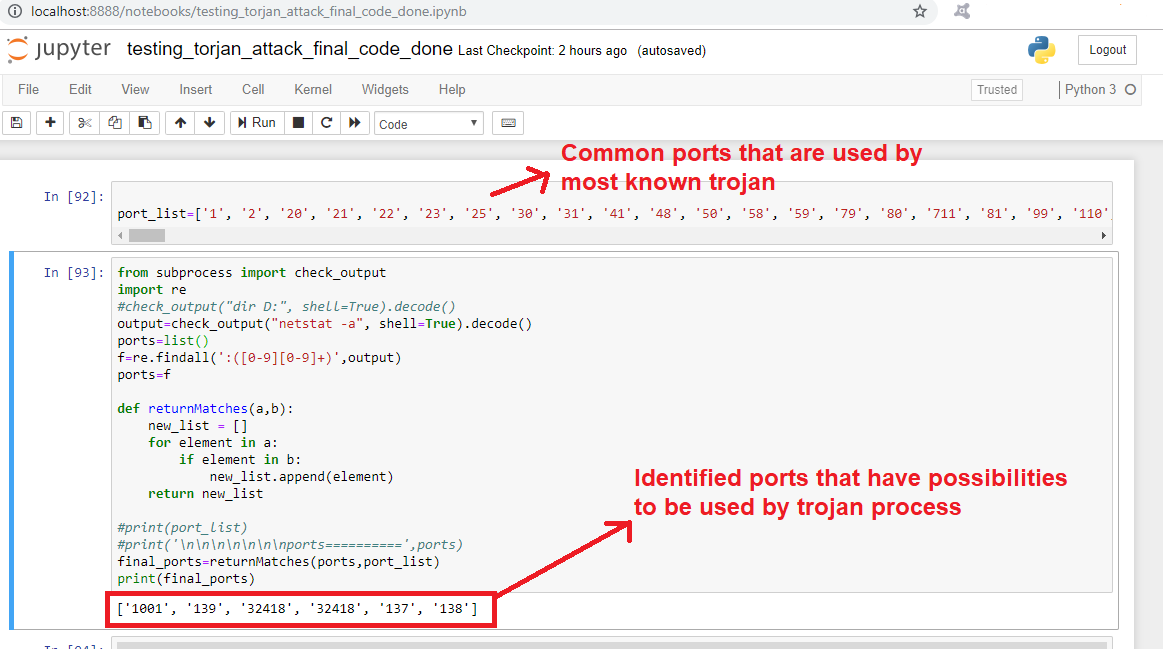 localhost:8888/notebooks/testing_torjan_attack_final_code_done.ipynb
jupyter testing_torjan_attack_final_code_done Last Checkpoint: 2 hours ago (autosaved)
Logout
File Edit View Insert Cell Kernel Widgets Help
Trusted
Python 3
Run
Code
Common ports that are used by
most known trojan
In [92]:
port_list=['1', '2', '20', '21', '22', '23', '25', '30', '31', '41', '48', '50', '58', '59', '79', '80', '711', '81', '99', '110'
In [93]:
from subprocess import check_output
import re
#check_output("dir D:", shell=True).decode()
output=check_output("netstat -a", shell=True).decode()
ports=list()
f=re.findall(':([0-9][0-9]+)',output)
ports=f
def returnMatches(a,b):
new_list = []
for element in a:
if element in b:
new_list.append(element)
return new_list
#print(port_list)
#print('\n\n\n\n\n\n\nports==========',ports)
final_ports=returnMatches(ports,port_list)
print(final_ports)
Identified ports that have possibilities
to be used by trojan process
['1001', '139', '32418', '32418', '137', '138']